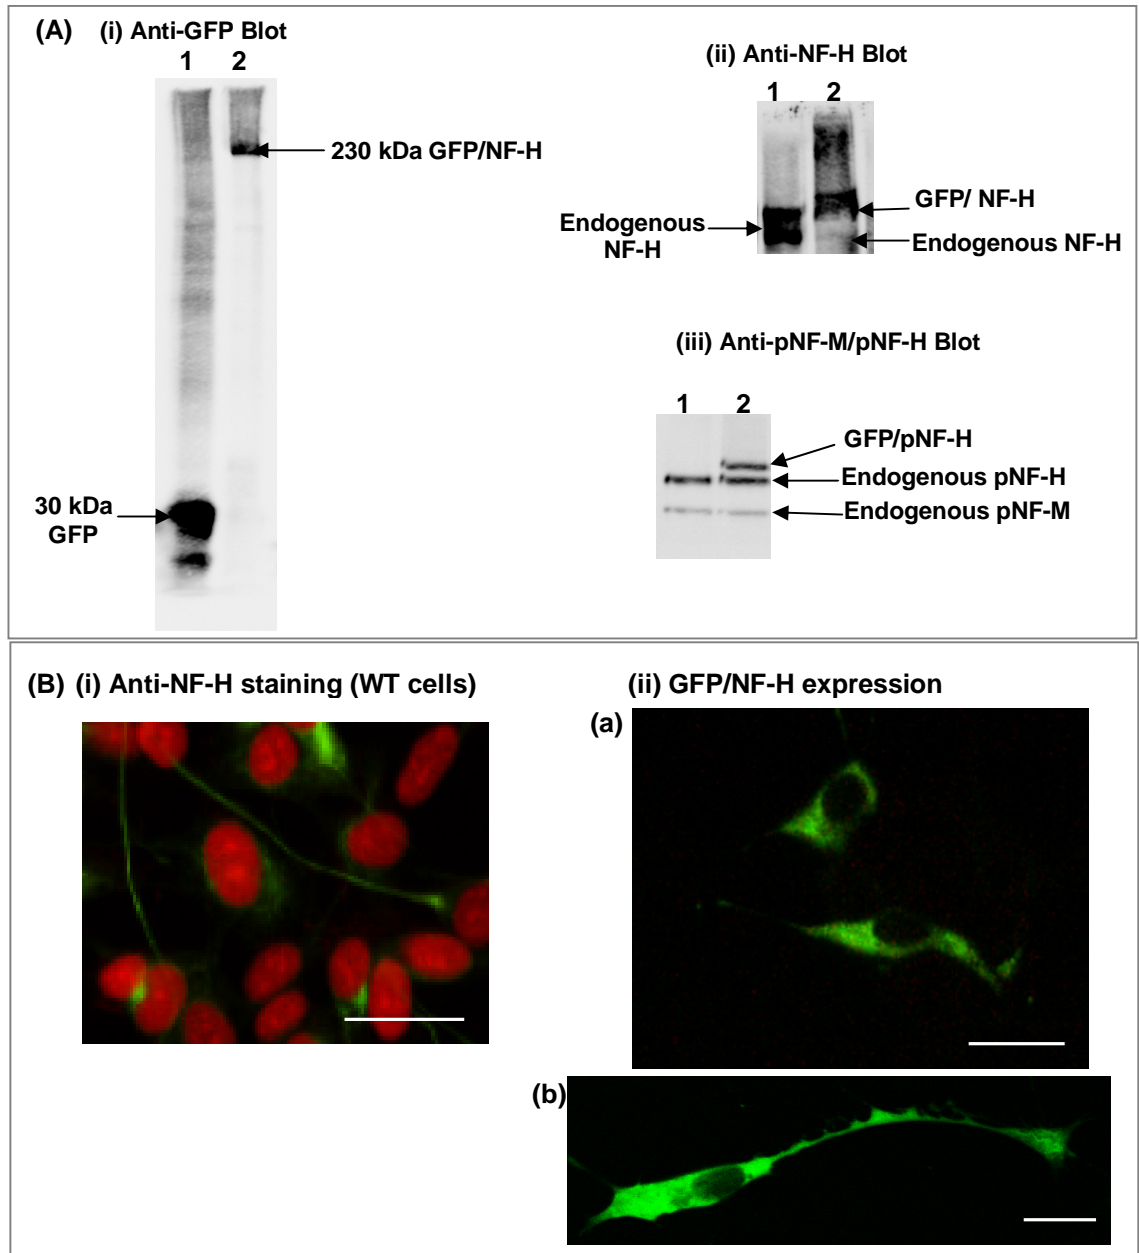 (A) (i) Anti-GFP Blot
1 2
230 kDa GFP/NF-H
30 kDa
GFP
(ii) Anti-NF-H Blot
1 2
Endogenous
NF-H
GFP/ NF-H
Endogenous NF-H
(iii) Anti-pNF-M/pNF-H Blot
1 2
GFP/pNF-H
Endogenous pNF-H
Endogenous pNF-M
(B) (i) Anti-NF-H staining (WT cells)
(ii) GFP/NF-H expression
(a)
(b)